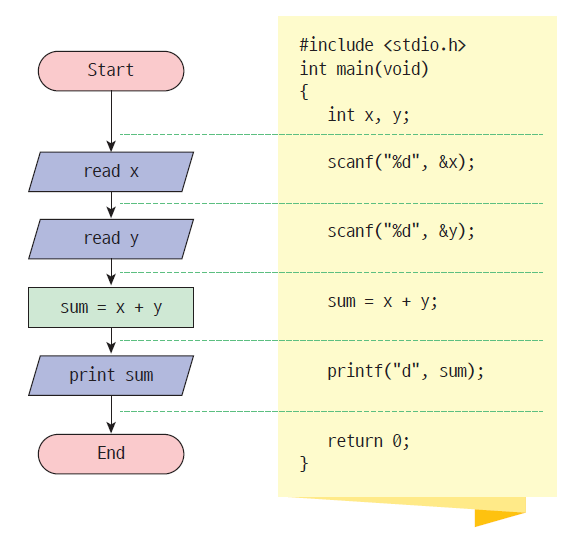 Start
read x
read y
sum = x + y
print sum
End
#include <stdio.h>
int main(void)
{
int x, y;
scanf("%d", &x);
scanf("%d", &y);
sum = x + y;
printf("d", sum);
return 0;
}